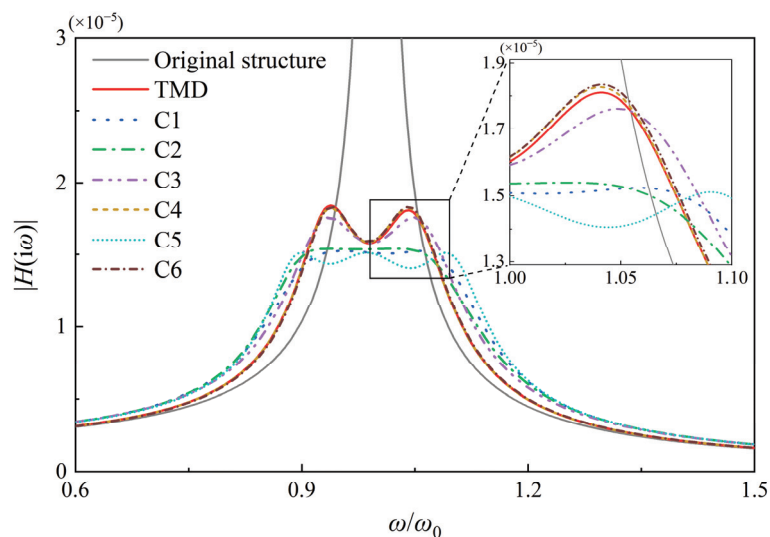 (×10⁻⁵)
3
2
1
0
|H(iω)|
Original structure
TMD
C1
C2
C3
C4
C5
C6
(×10⁻⁵)
1.9
1.7
1.5
1.3
1.00 1.05 1.10
0.6 0.9 1.2 1.5
ω/ω₀